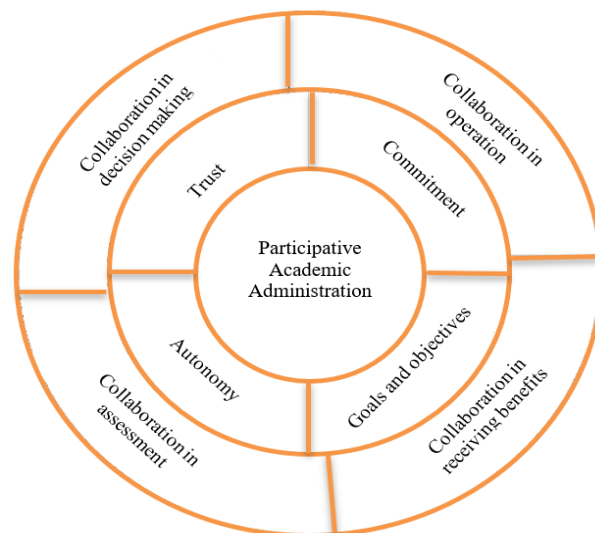 Collaboration in
decision making
Collaboration in
operation
Trust
Commitment
Participative
Academic
Administration
Autonomy
Goals and objectives
Collaboration in
assessment
Collaboration in
receiving benefits